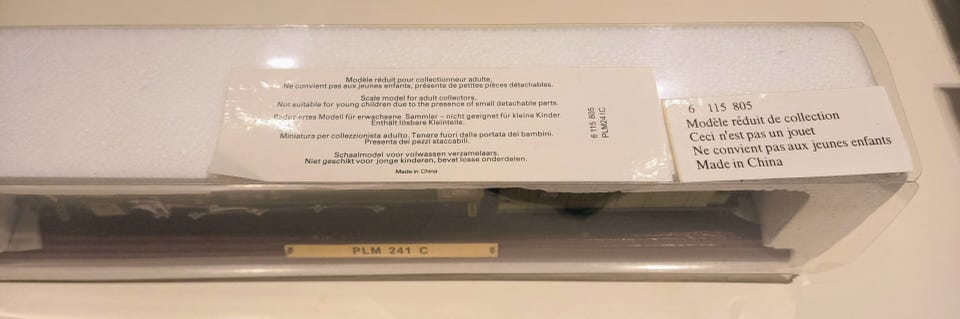 Modèle réduit pour collectionneur adulte.
Ne convient pas aux jeunes enfants, présente de petites pièces détachables.
Scale model for adult collectors.
Not suitable for young children due to the presence of small detachable parts.
Reduziertes Modell für erwachsene Sammler – nicht geeignet für kleine Kinder.
Enthält lösbare Kleinteile.
Miniatura per collezionista adulto. Tenere fuori dalla portata dei bambini.
Presenta dei pezzi staccabili.
Schaalmodel voor volwassen verzamelaars.
Niet geschikt voor jonge kinderen, bevat losse onderdelen.
Made in China
6 115 805
PLM241C
6 115 805
Modèle réduit de collection
Ceci n'est pas un jouet
Ne convient pas aux jeunes enfants
Made in China
PLM 241 C